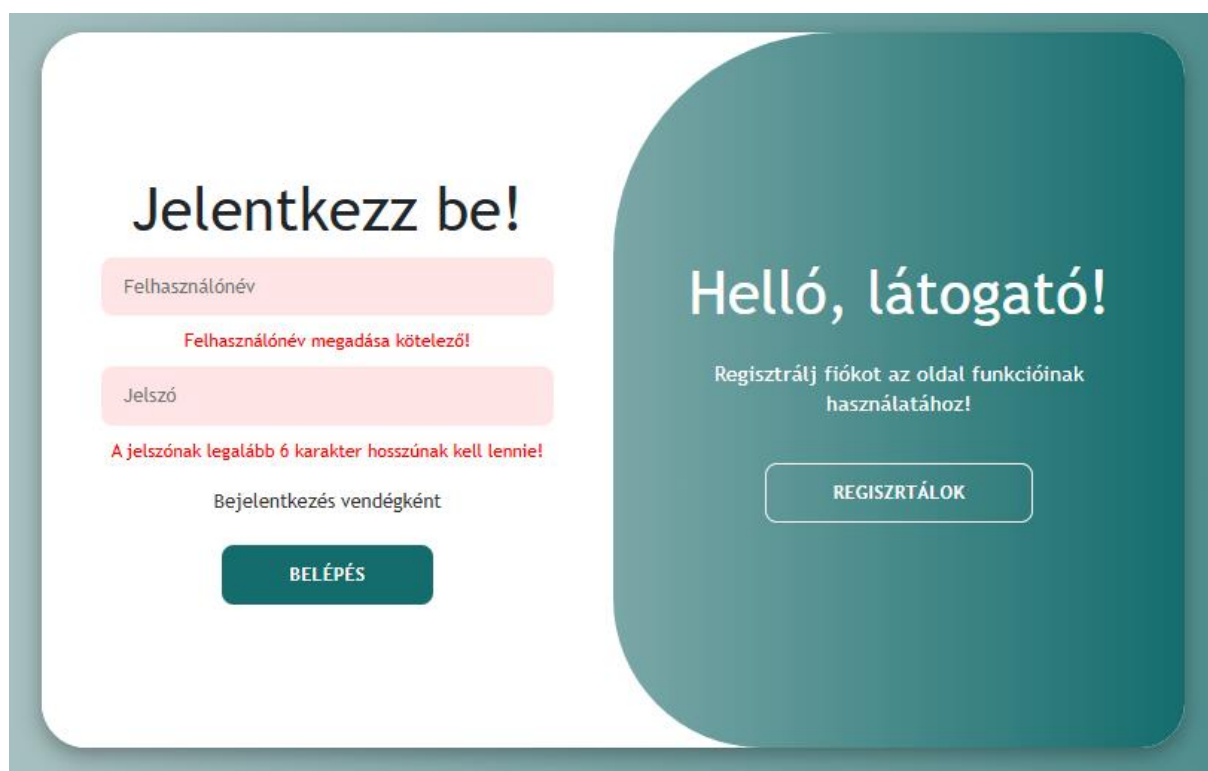 Jelentkezz be!
Felhasználónév
Felhasználónév megadása kötelező!
Jelszó
A jelszónak legalább 6 karakter hosszúnak kell lennie!
Bejelentkezés vendégként
BELÉPÉS
Helló, látogató!
Regisztrálj fiókot az oldal funkcióinak
használatához!
REGISZRTÁLOK